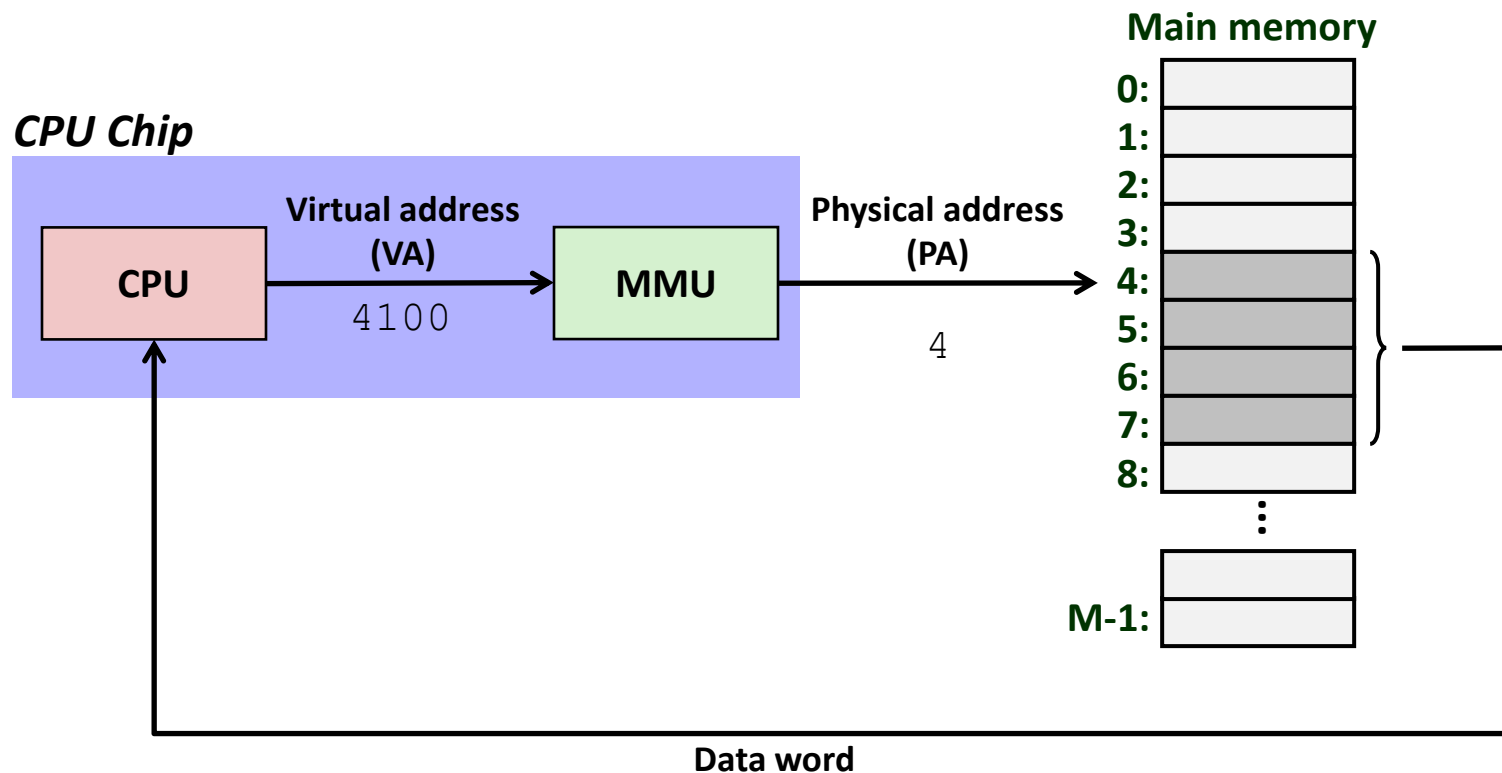 Main memory
CPU Chip
Virtual address
(VA)
4100
CPU
MMU
Physical address
(PA)
4
0:
1:
2:
3:
4:
5:
6:
7:
8:
...
M-1:
Data word